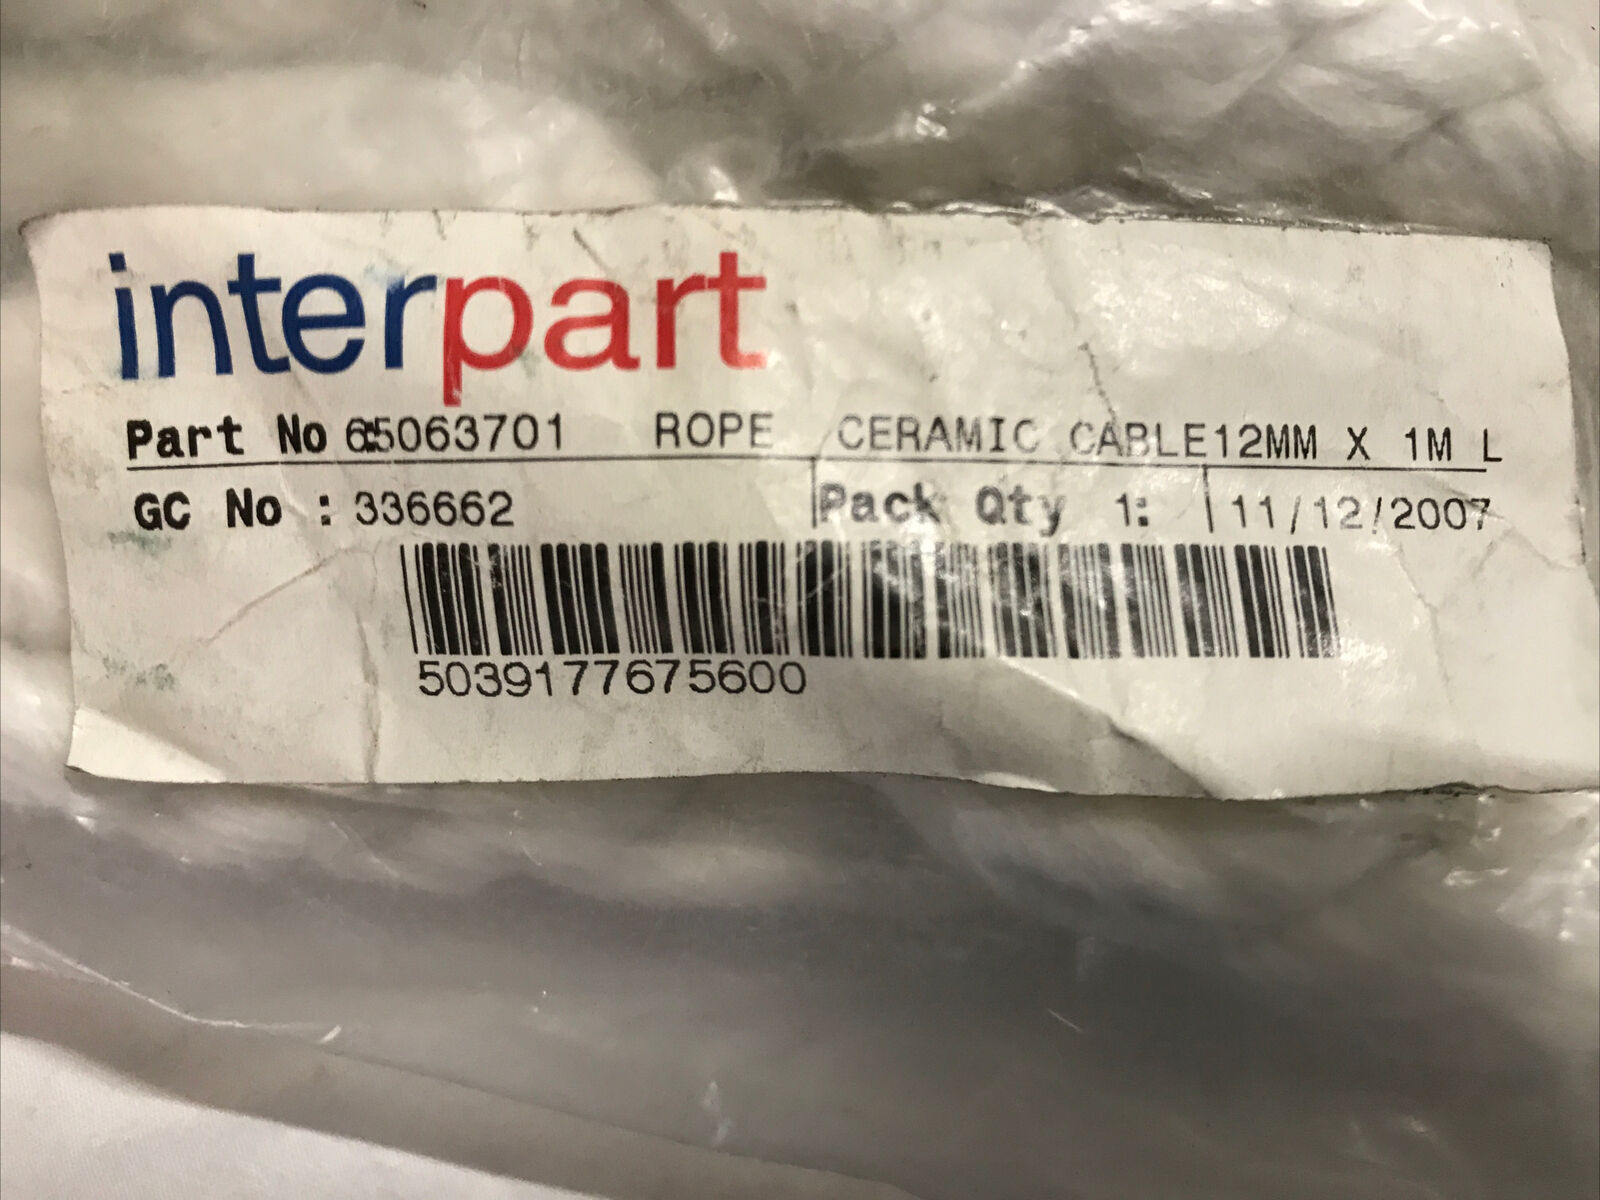 interpart
Part No : 65063701 ROPE CERAMIC CABLE12MM X 1M L
GC No : 336662 Pack Qty 1: 11/12/2007
5039177675600